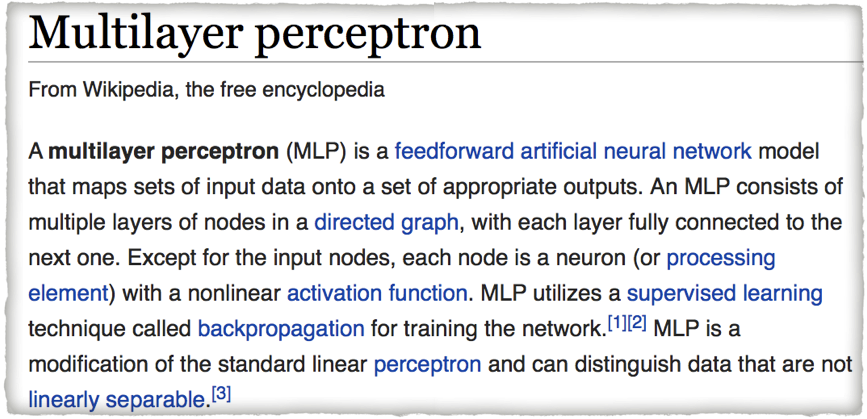 Multilayer perceptron
From Wikipedia, the free encyclopedia
A multilayer perceptron (MLP) is a feedforward artificial neural network model
that maps sets of input data onto a set of appropriate outputs. An MLP consists of
multiple layers of nodes in a directed graph, with each layer fully connected to the
next one. Except for the input nodes, each node is a neuron (or processing
element) with a nonlinear activation function. MLP utilizes a supervised learning
technique called backpropagation for training the network.[1][2] MLP is a
modification of the standard linear perceptron and can distinguish data that are not
linearly separable.[3]